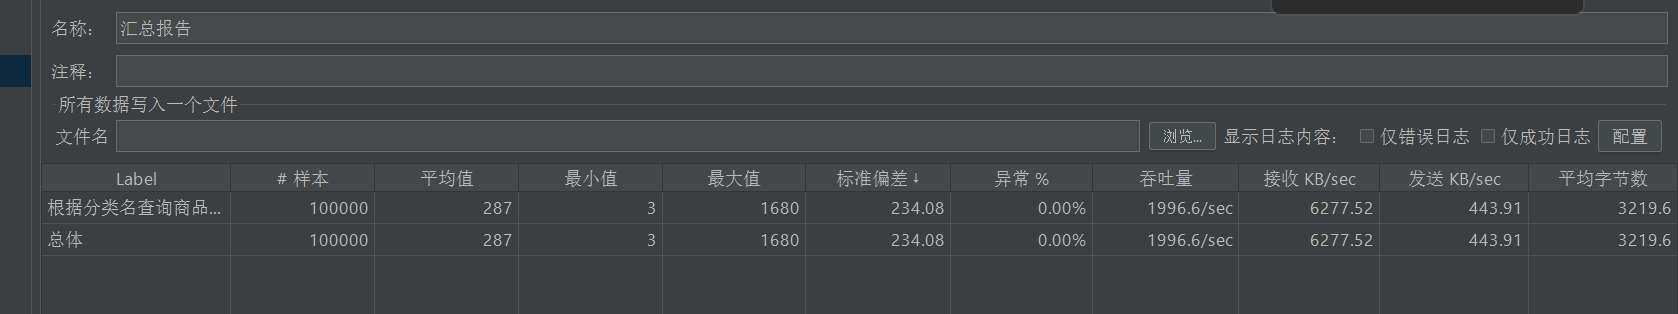 名称： 汇总报告
注释：
所有数据写入一个文件
文件名 浏览... 显示日志内容： 仅错误日志 仅成功日志 配置
Label # 样本 平均值 最小值 最大值 标准偏差↓ 异常 % 吞吐量 接收 KB/sec 发送 KB/sec 平均字节数
根据分类名查询商品... 100000 287 3 1680 234.08 0.00% 1996.6/sec 6277.52 443.91 3219.6
总体 100000 287 3 1680 234.08 0.00% 1996.6/sec 6277.52 443.91 3219.6